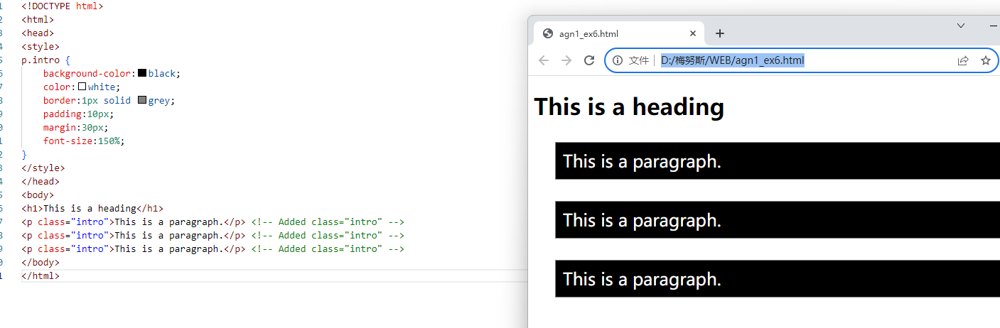 <!DOCTYPE html>
<html>
<head>
<style>
p.intro {
    background-color:black;
    color:white;
    border:1px solid grey;
    padding:10px;
    margin:30px;
    font-size:150%;
}
</style>
</head>
<body>
<h1>This is a heading</h1>
<p class="intro">This is a paragraph.</p> <!-- Added class="intro" -->
<p class="intro">This is a paragraph.</p> <!-- Added class="intro" -->
<p class="intro">This is a paragraph.</p> <!-- Added class="intro" -->
</body>
</html>
agn1_ex6.html
文件 D:/梅努斯/WEB/agn1_ex6.html
This is a heading
This is a paragraph.
This is a paragraph.
This is a paragraph.